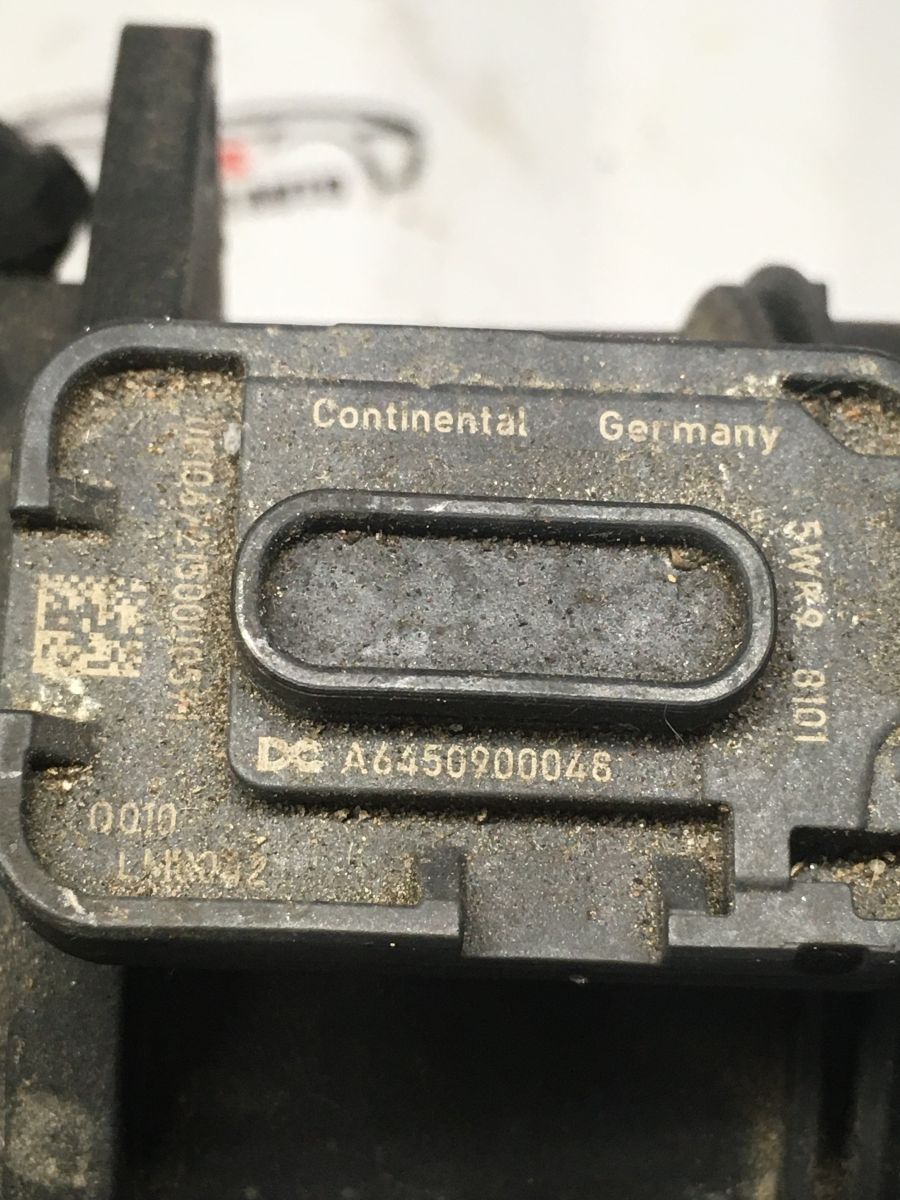 Continental Germany
5WK9 8101
DC A6450900048
0010